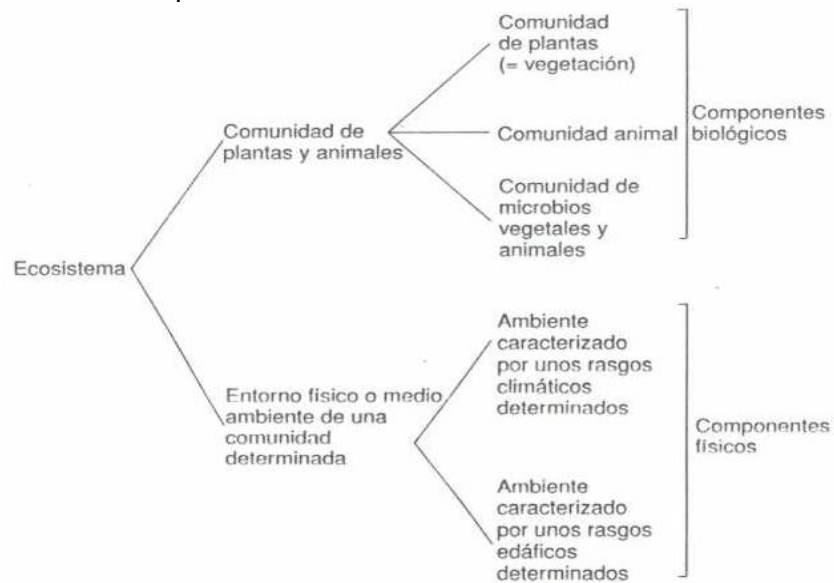 Comunidad
de plantas
(= vegetación)
Comunidad de
plantas y animales
Comunidad animal
Componentes
biológicos
Comunidad de
microbios
vegetales y
animales
Ecosistema
Ambiente
caracterizado
por unos rasgos
climáticos
determinados
Entorno físico o medio
ambiente de una
comunidad
determinada
Componentes
físicos
Ambiente
caracterizado
por unos rasgos
edáficos
determinados